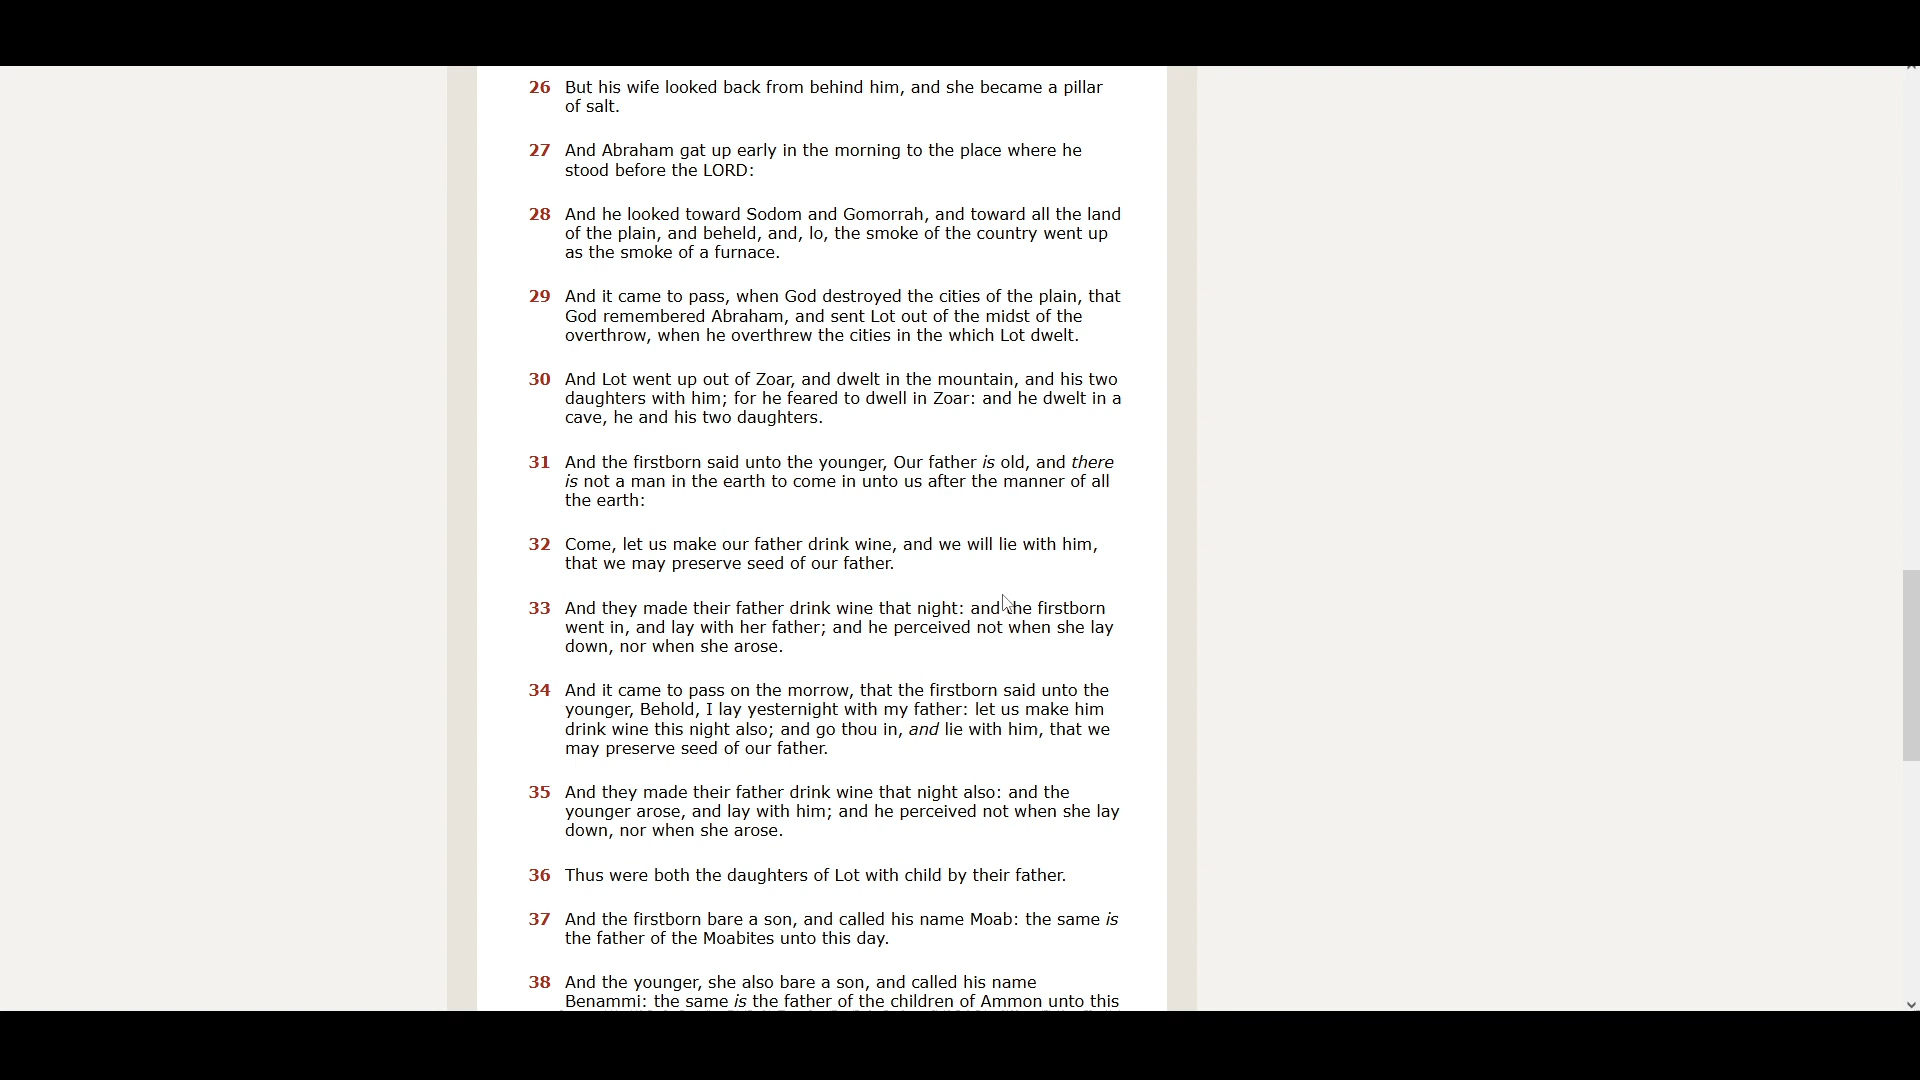 26 But his wife looked back from behind him, and she became a pillar
of salt.
27 And Abraham gat up early in the morning to the place where he
stood before the LORD:
28 And he looked toward Sodom and Gomorrah, and toward all the land
of the plain, and beheld, and, lo, the smoke of the country went up
as the smoke of a furnace.
29 And it came to pass, when God destroyed the cities of the plain, that
God remembered Abraham, and sent Lot out of the midst of the
overthrow, when he overthrew the cities in the which Lot dwelt.
30 And Lot went up out of Zoar, and dwelt in the mountain, and his two
daughters with him; for he feared to dwell in Zoar: and he dwelt in a
cave, he and his two daughters.
31 And the firstborn said unto the younger, Our father is old, and there
is not a man in the earth to come in unto us after the manner of all
the earth:
32 Come, let us make our father drink wine, and we will lie with him,
that we may preserve seed of our father.
33 And they made their father drink wine that night: and the firstborn
went in, and lay with her father; and he perceived not when she lay
down, nor when she arose.
34 And it came to pass on the morrow, that the firstborn said unto the
younger, Behold, I lay yesternight with my father: let us make him
drink wine this night also; and go thou in, and lie with him, that we
may preserve seed of our father.
35 And they made their father drink wine that night also: and the
younger arose, and lay with him; and he perceived not when she lay
down, nor when she arose.
36 Thus were both the daughters of Lot with child by their father.
37 And the firstborn bare a son, and called his name Moab: the same is
the father of the Moabites unto this day.
38 And the younger, she also bare a son, and called his name
Benammi: the same is the father of the children of Ammon unto this